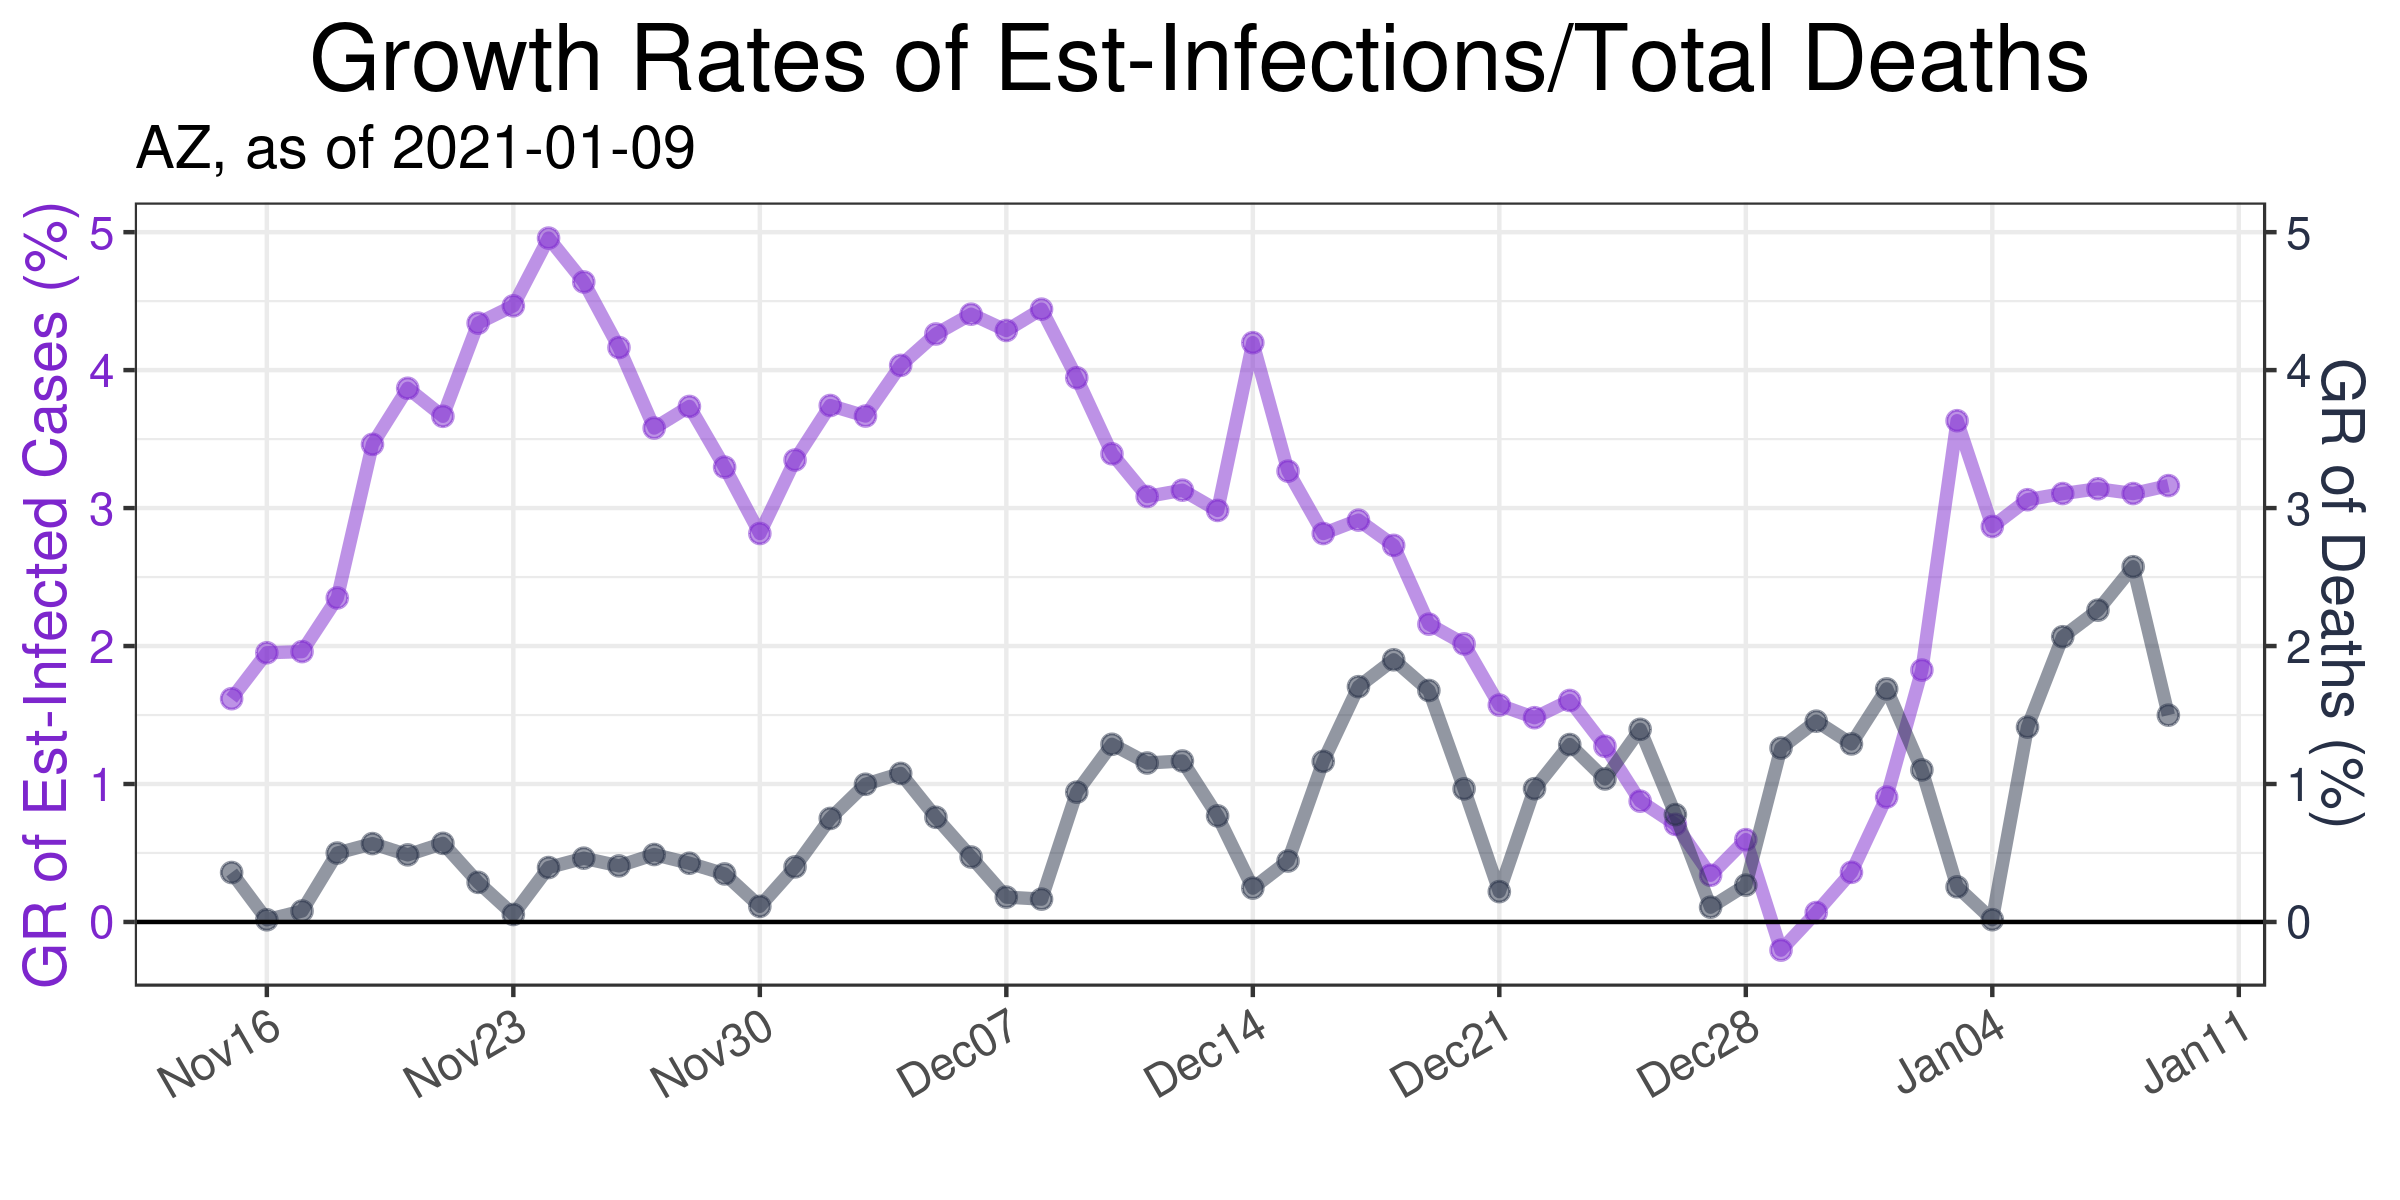 Growth Rates of Est-Infections/Total Deaths
AZ, as of 2021-01-09
GR of Est-Infected Cases (%)
5
4
3
2
1
0
5
4
3
2
1
0
GR of Deaths (%)
Nov16
Nov23
Nov30
Dec07
Dec14
Dec21
Dec28
Jan04
Jan11